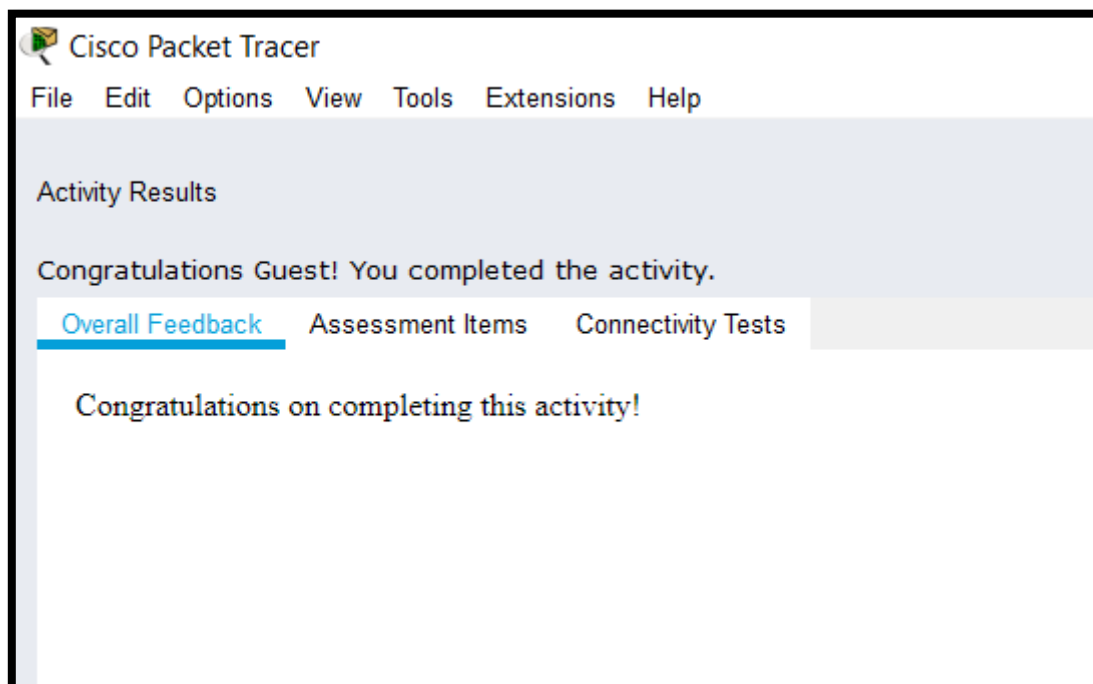 Cisco Packet Tracer
File Edit Options View Tools Extensions Help
Activity Results
Congratulations Guest! You completed the activity.
Overall Feedback Assessment Items Connectivity Tests
Congratulations on completing this activity!